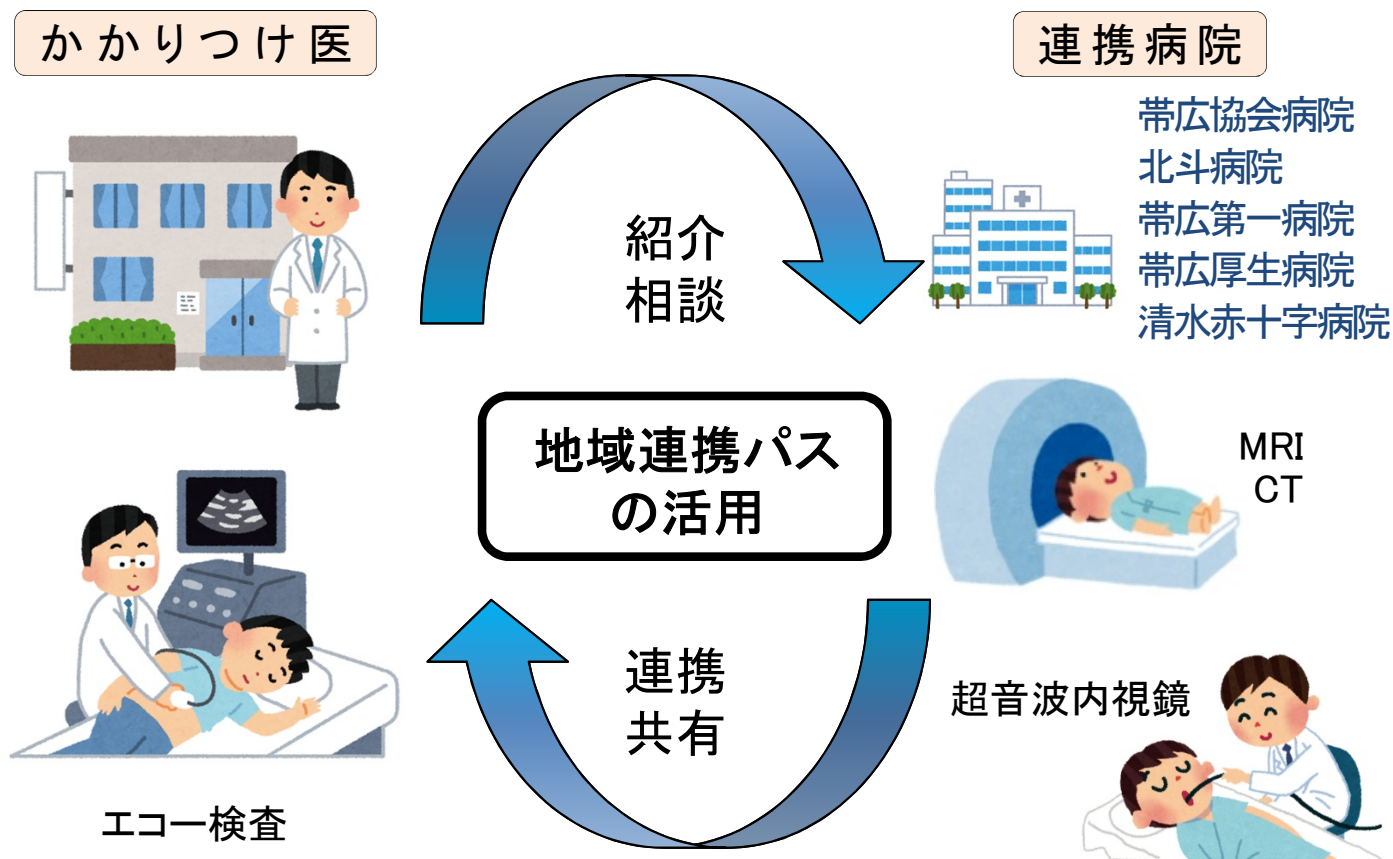 かかりつけ医
連携病院
帯広協会病院
北斗病院
帯広第一病院
帯広厚生病院
清水赤十字病院
紹介
相談
地域連携パス
の活用
MRI
CT
連携
共有
超音波内視鏡
エコー検査